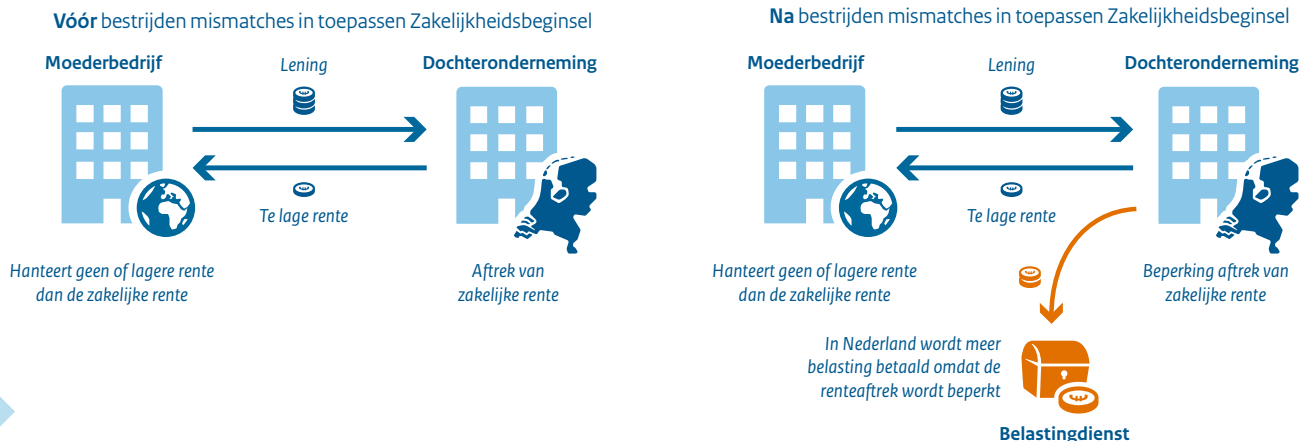 Vóór bestrijden mismatches in toepassen Zakelijkheidsbeginsel
Moederbedrijf
Lening
Dochteronderneming
Te lage rente
Hanteert geen of lagere rente
dan de zakelijke rente
Aftrek van
zakelijke rente
Na bestrijden mismatches in toepassen Zakelijkheidsbeginsel
Moederbedrijf
Lening
Dochteronderneming
Te lage rente
Hanteert geen of lagere rente
dan de zakelijke rente
Beperking aftrek van
zakelijke rente
In Nederland wordt meer
belasting betaald omdat de
renteaftrek wordt beperkt
Belastingdienst